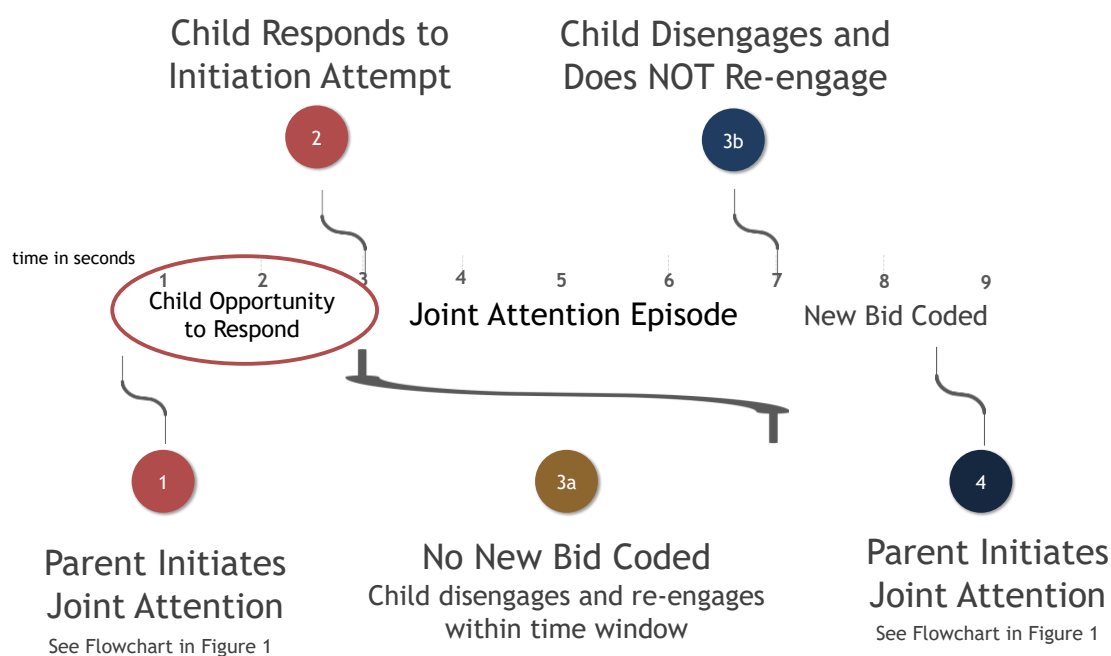 Child Responds to
Initiation Attempt
Child Disengages and
Does NOT Re-engage
2
3b
time in seconds
1
2
3
4
5
6
7
8
9
Child Opportunity
to Respond
Joint Attention Episode
New Bid Coded
1
3a
4
Parent Initiates
Joint Attention
See Flowchart in Figure 1
No New Bid Coded
Child disengages and re-engages
within time window
Parent Initiates
Joint Attention
See Flowchart in Figure 1